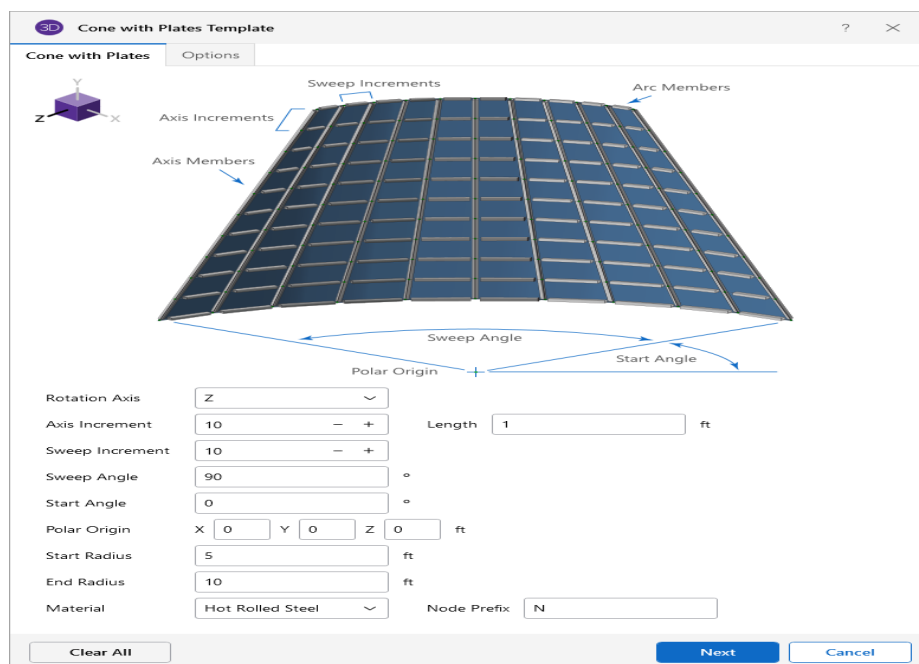 3D Cone with Plates Template ?
Cone with Plates Options
Sweep Increments
Arc Members
Y
Z X
Axis Increments
Axis Members
Sweep Angle
Start Angle
Polar Origin
Rotation Axis Z
Axis Increment 10 − + Length 1 ft
Sweep Increment 10 − +
Sweep Angle 90 °
Start Angle 0 °
Polar Origin X 0 Y 0 Z 0 ft
Start Radius 5 ft
End Radius 10 ft
Material Hot Rolled Steel Node Prefix N
Clear All Next Cancel